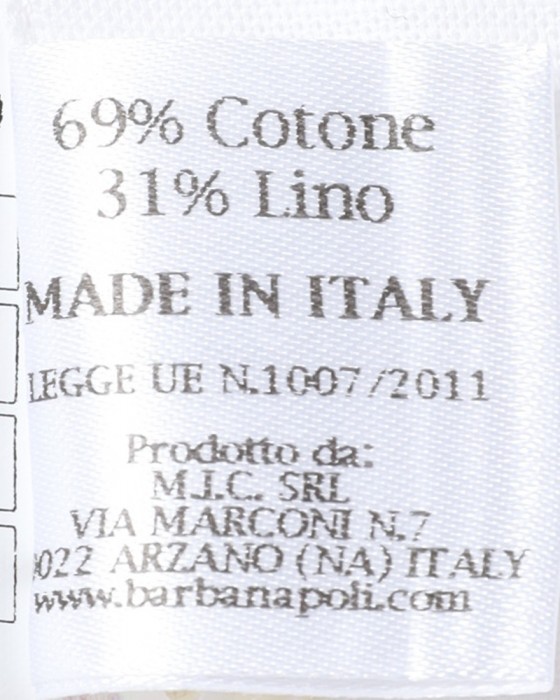 69% Cotone
31% Lino
MADE IN ITALY
LEGGE UE N.1007/2011
Prodotto da:
M.I.C. SRL
VIA MARCONI N.7
022 ARZANO (NA) ITALY
www.barbanapoli.com